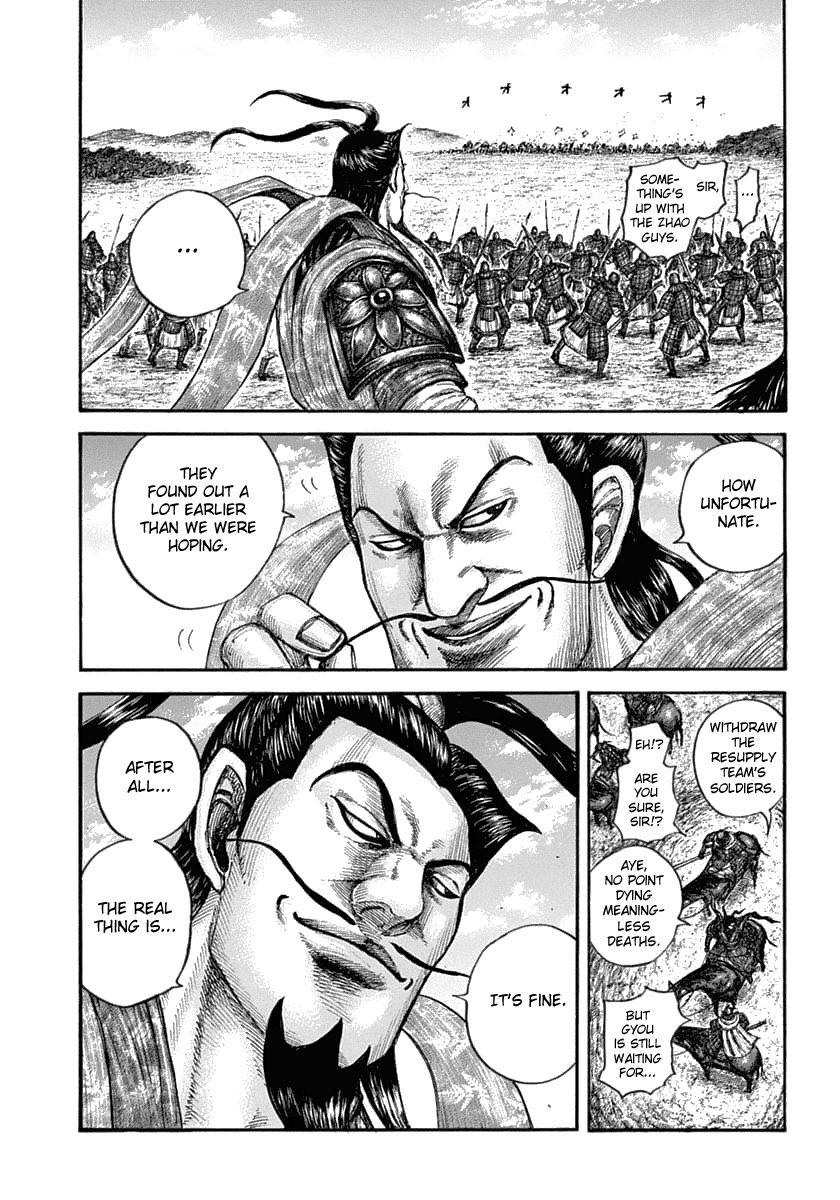 ...
SIR,
SOME-
THING'S
UP WITH
THE ZHAO
GUYS.
...
HOW
UNFORTU-
NATE.
THEY
FOUND OUT A
LOT EARLIER
THAN WE WERE
HOPING.
WITHDRAW
THE
RESUPPLY
TEAM'S
SOLDIERS.
EH!?
ARE
YOU
SURE,
SIR!?
AYE,
NO POINT
DYING
MEANING-
LESS
DEATHS.
BUT
GYOU
IS STILL
WAITING
FOR...
IT'S FINE.
AFTER
ALL...
THE REAL
THING IS...